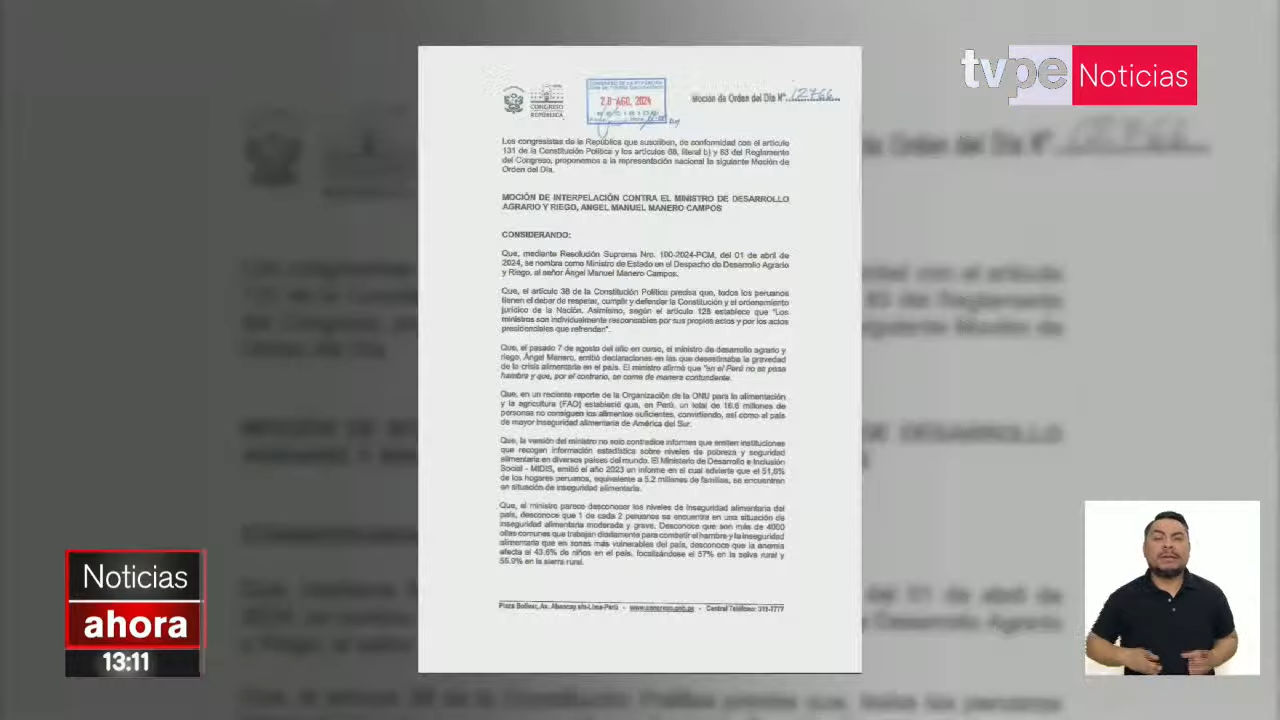 tvpe Noticias
CONGRESO
REPÚBLICA
CONGRESO DE LA REPÚBLICA
28 AGO. 2024
Moción de Orden del Día N° 12766
Los congresistas de la República que suscriben, de conformidad con el artículo
131 de la Constitución Política y los artículos 68, literal b) y 83 del Reglamento
del Congreso, proponemos a la representación nacional la siguiente Moción de
Orden del Día.
MOCIÓN DE INTERPELACIÓN CONTRA EL MINISTRO DE DESARROLLO
AGRARIO Y RIEGO, ANGEL MANUEL MANERO CAMPOS
CONSIDERANDO:
Que, mediante Resolución Suprema Nro. 100-2024-PCM, del 01 de abril de
2024, se nombra como Ministro de Estado en el Despacho de Desarrollo Agrario
y Riego, al señor Ángel Manuel Manero Campos.
Que, el artículo 38 de la Constitución Política precisa que, todos los peruanos
tienen el deber de respetar, cumplir y defender la Constitución y el ordenamiento
jurídico de la Nación. Asimismo, según el artículo 128 establece que "Los
ministros son individualmente responsables por sus propios actos y por los actos
presidenciales que refrendan".
Que, el pasado 7 de agosto del año en curso, el ministro de desarrollo agrario y
riego, Ángel Manero, emitió declaraciones en las que desestimaba la gravedad
de la crisis alimentaria en el país. El ministro afirmó que "en el Perú no se pasa
hambre y que, por el contrario, se come de manera contundente.
Que, en un reciente reporte de la Organización de la ONU para la alimentación
y la agricultura (FAO) estableció que, en Perú, un total de 16.6 millones de
personas no consiguen los alimentos suficientes, convirtiendo, así como al país
de mayor inseguridad alimentaria de América del Sur.
Que, la versión del ministro no solo contradice informes que emiten instituciones
que recogen información estadística sobre niveles de pobreza y seguridad
alimentaria en diversos países del mundo. El Ministerio de Desarrollo e Inclusión
Social - MIDIS, emitió el año 2023 un informe en el cual advierte que el 51,6%
de los hogares peruanos, equivalente a 5.2 millones de familias, se encuentran
en situación de inseguridad alimentaria.
Que, el ministro parece desconocer los niveles de inseguridad alimentaria del
país, desconoce que 1 de cada 2 peruanos se encuentra en una situación de
inseguridad alimentaria moderada y grave. Desconoce que son más de 4000
ollas comunes que trabajan diariamente para combatir el hambre y la inseguridad
alimentaria que en zonas más vulnerables del país, desconoce que la anemia
afecta al 43.6% de niños en el país, focalizándose el 57% en la selva rural y
55.9% en la sierra rural.
Plaza Bolívar, Av. Abancay s/n-Lima-Perú - www.congreso.gob.pe - Central Teléfono: 311-7777
Noticias
ahora
13:11